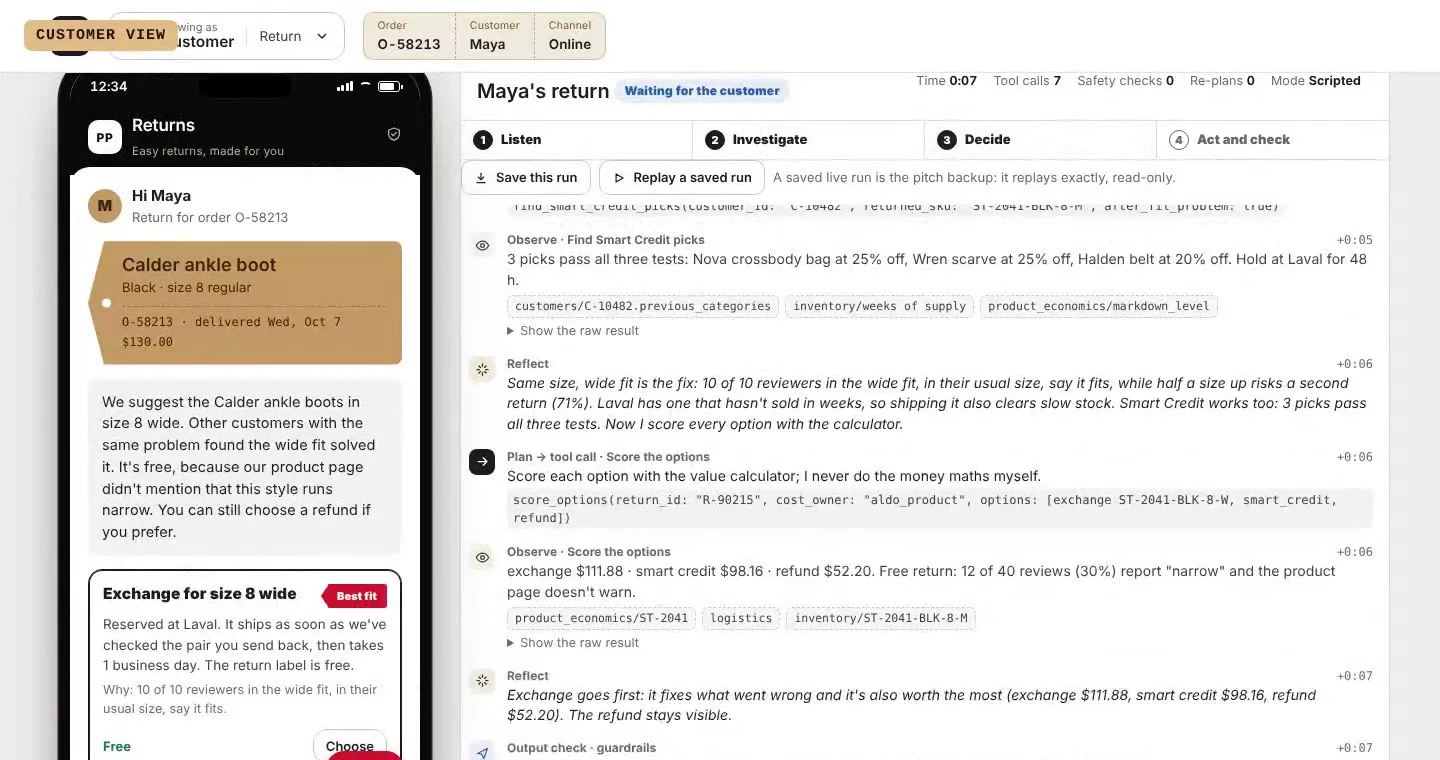 CUSTOMER VIEW
wing as
ustomer
Return
Order
O-58213
Customer
Maya
Channel
Online
12:34
PP
Returns
Easy returns, made for you
M
Hi Maya
Return for order O-58213
Calder ankle boot
Black · size 8 regular
O-58213 · delivered Wed, Oct 7
$130.00
We suggest the Calder ankle boots in
size 8 wide. Other customers with the
same problem found the wide fit solved
it. It's free, because our product page
didn't mention that this style runs
narrow. You can still choose a refund if
you prefer.
Exchange for size 8 wide
Best fit
Reserved at Laval. It ships as soon as we've
checked the pair you send back, then takes
1 business day. The return label is free.
Why: 10 of 10 reviewers in the wide fit, in their
usual size, say it fits.
Free
Choose
Maya's return
Waiting for the customer
Time 0:07 Tool calls 7 Safety checks 0 Re-plans 0 Mode Scripted
1 Listen
2 Investigate
3 Decide
4 Act and check
Save this run
Replay a saved run
A saved live run is the pitch backup: it replays exactly, read-only.
find_smart_credit_picks(customer_id: "C-10482", returned_sku: "ST-2041-BLK-8-M", after_fit_problem: true)
Observe · Find Smart Credit picks +0:05
3 picks pass all three tests: Nova crossbody bag at 25% off, Wren scarve at 25% off, Halden belt at 20% off. Hold at Laval for 48
h.
customers/C-10482.previous_categories inventory/weeks of supply product_economics/markdown_level
Show the raw result
Reflect +0:06
Same size, wide fit is the fix: 10 of 10 reviewers in the wide fit, in their usual size, say it fits, while half a size up risks a second
return (71%). Laval has one that hasn't sold in weeks, so shipping it also clears slow stock. Smart Credit works too: 3 picks pass
all three tests. Now I score every option with the calculator.
Plan → tool call · Score the options +0:06
Score each option with the value calculator; I never do the money maths myself.
score_options(return_id: "R-90215", cost_owner: "aldo_product", options: [exchange ST-2041-BLK-8-W, smart_credit,
refund])
Observe · Score the options +0:06
exchange $111.88 · smart credit $98.16 · refund $52.20. Free return: 12 of 40 reviews (30%) report "narrow" and the product
page doesn't warn.
product_economics/ST-2041 logistics inventory/ST-2041-BLK-8-M
Show the raw result
Reflect +0:07
Exchange goes first: it fixes what went wrong and it's also worth the most (exchange $111.88, smart credit $98.16, refund
$52.20). The refund stays visible.
Output check · guardrails +0:07